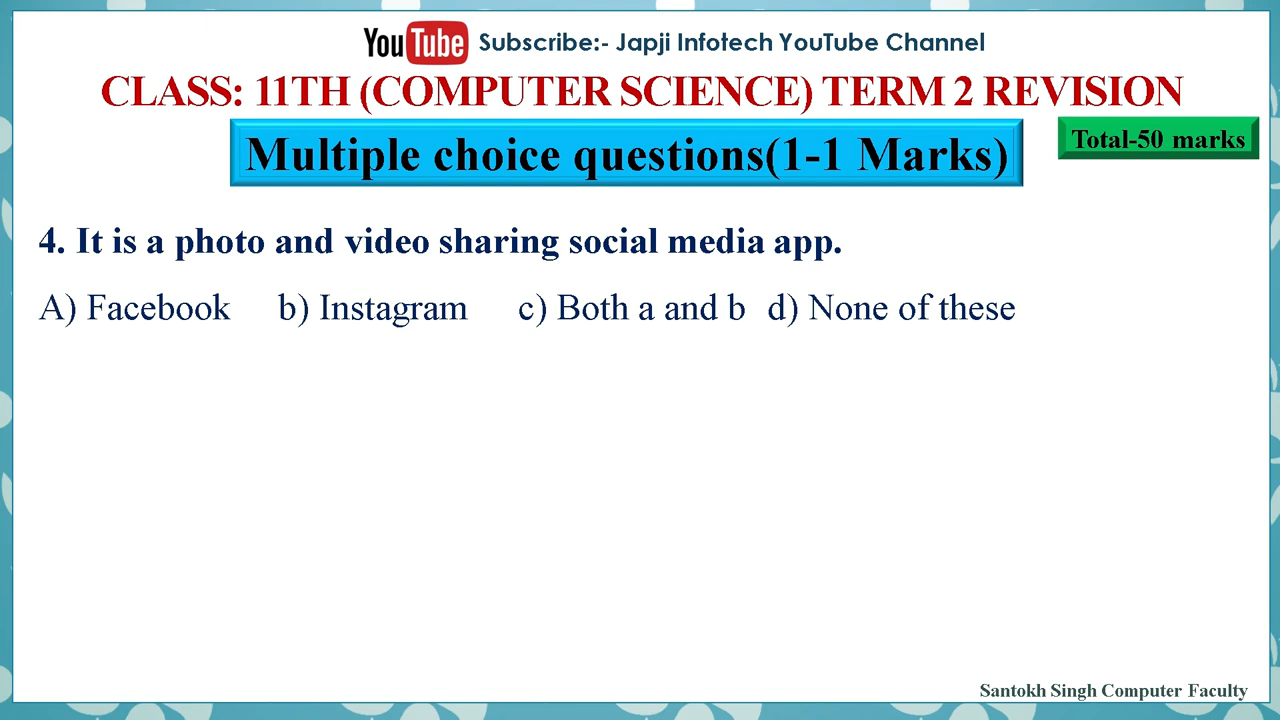 YouTube Subscribe:- Japji Infotech YouTube Channel
CLASS: 11TH (COMPUTER SCIENCE) TERM 2 REVISION
Multiple choice questions(1-1 Marks)
Total-50 marks
4. It is a photo and video sharing social media app.
A) Facebook b) Instagram c) Both a and b d) None of these
Santokh Singh Computer Faculty